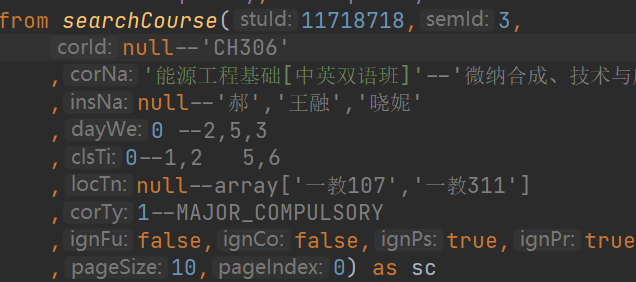 from searchCourse( stuId: 11718718, semId: 3,
corId: null--'CH306'
, corNa: '能源工程基础[中英双语班]'--'微纳合成、技术与
, insNa: null--'郝','王融','晓妮'
, dayWe: 0 --2,5,3
, clsTi: 0--1,2 5,6
, locTn: null--array['一教107','一教311']
, corTy: 1--MAJOR_COMPULSORY
, ignFu: false, ignCo: false, ignPs: true, ignPr: true
, pageSize: 10, pageIndex: 0) as sc